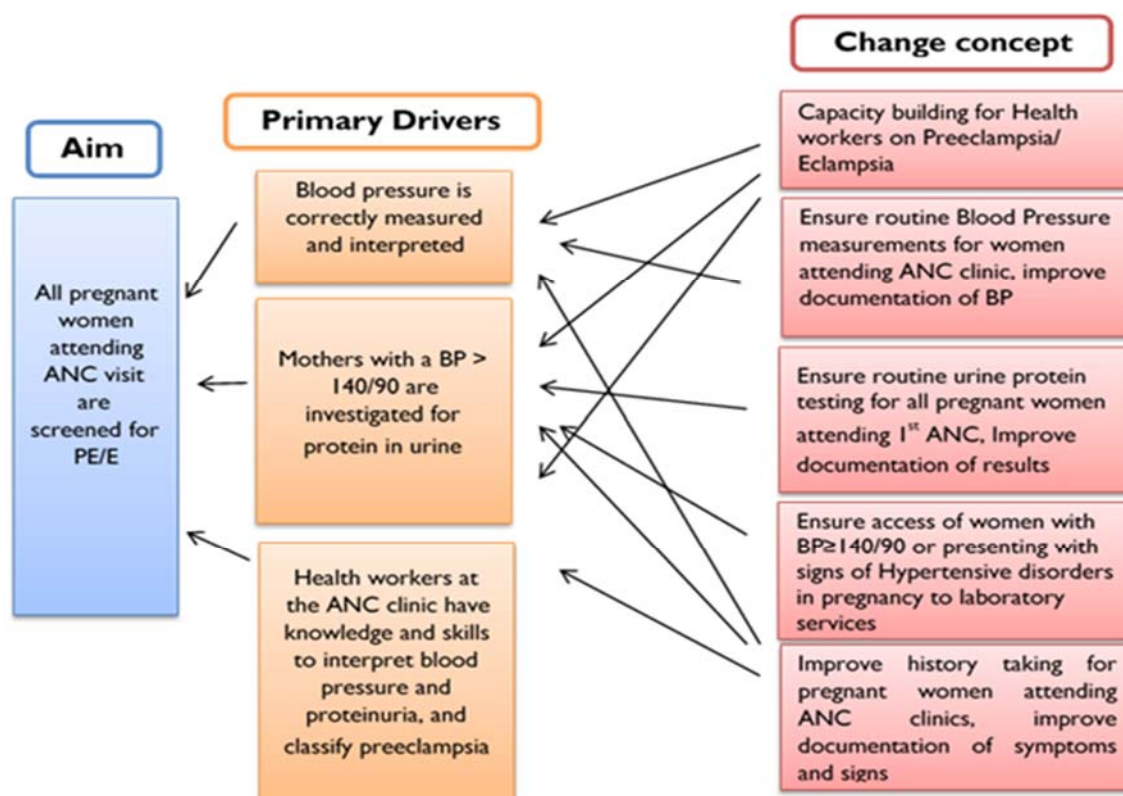 Change concept
Primary Drivers
Aim
All pregnant
women
attending
ANC visit
are
screened for
PE/E
Blood pressure is
correctly measured
and interpreted
Mothers with a BP >
140/90 are
investigated for
protein in urine
Health workers at
the ANC clinic have
knowledge and skills
to interpret blood
pressure and
proteinuria, and
classify preeclampsia
Capacity building for Health
workers on Preeclampsia/
Eclampsia
Ensure routine Blood Pressure
measurements for women
attending ANC clinic, improve
documentation of BP
Ensure routine urine protein
testing for all pregnant women
attending 1st ANC, Improve
documentation of results
Ensure access of women with
BP≥140/90 or presenting with
signs of Hypertensive disorders
in pregnancy to laboratory
services
Improve history taking for
pregnant women attending
ANC clinics, improve
documentation of symptoms
and signs